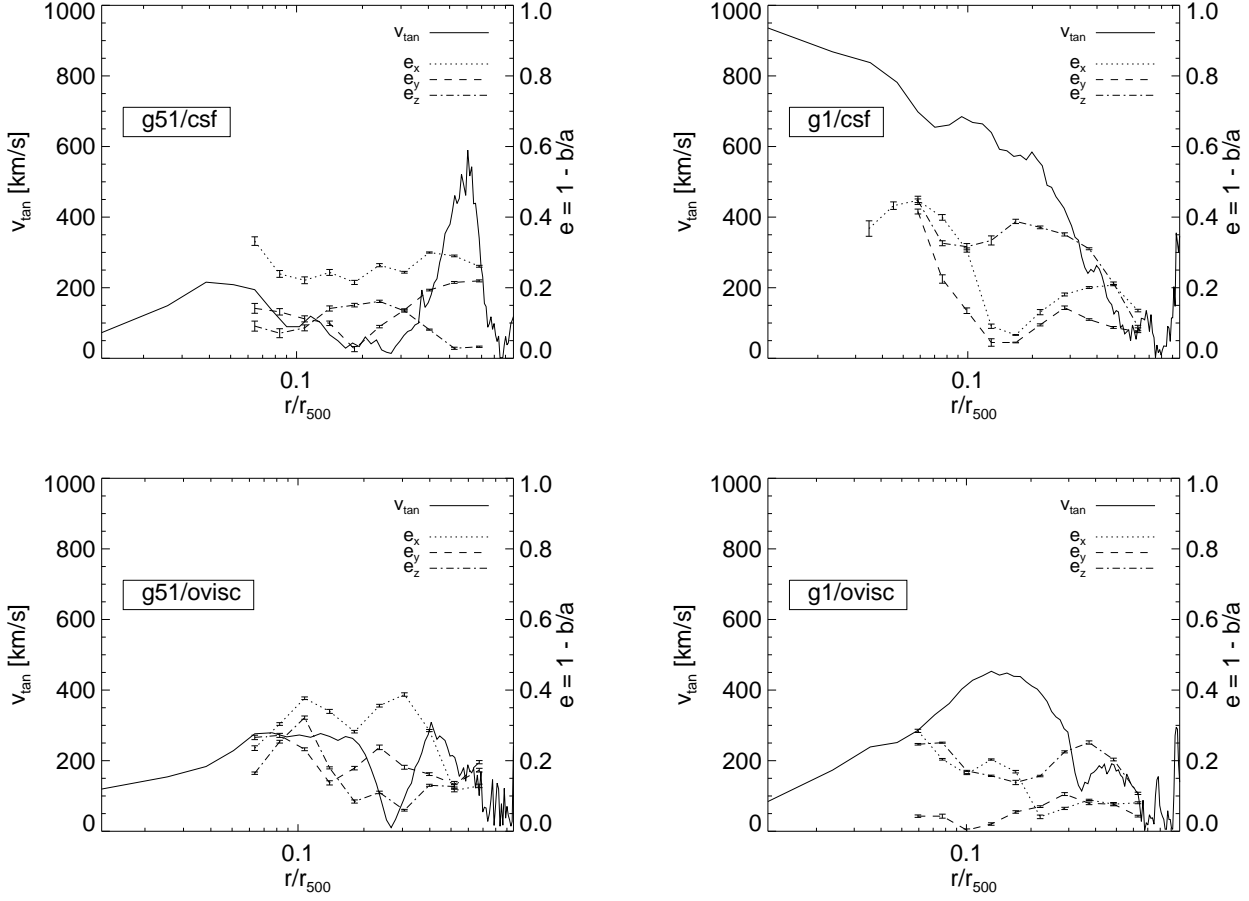 1000
800
600
400
200
0
v_tan [km/s]
1.0
0.8
0.6
0.4
0.2
0.0
e = 1 - b/a
v_tan
e_x
e_y
e_z
g51/csf
0.1
r/r_500
1000
800
600
400
200
0
v_tan [km/s]
1.0
0.8
0.6
0.4
0.2
0.0
e = 1 - b/a
v_tan
e_x
e_y
e_z
g1/csf
0.1
r/r_500
1000
800
600
400
200
0
v_tan [km/s]
1.0
0.8
0.6
0.4
0.2
0.0
e = 1 - b/a
v_tan
e_x
e_y
e_z
g51/ovisc
0.1
r/r_500
1000
800
600
400
200
0
v_tan [km/s]
1.0
0.8
0.6
0.4
0.2
0.0
e = 1 - b/a
v_tan
e_x
e_y
e_z
g1/ovisc
0.1
r/r_500